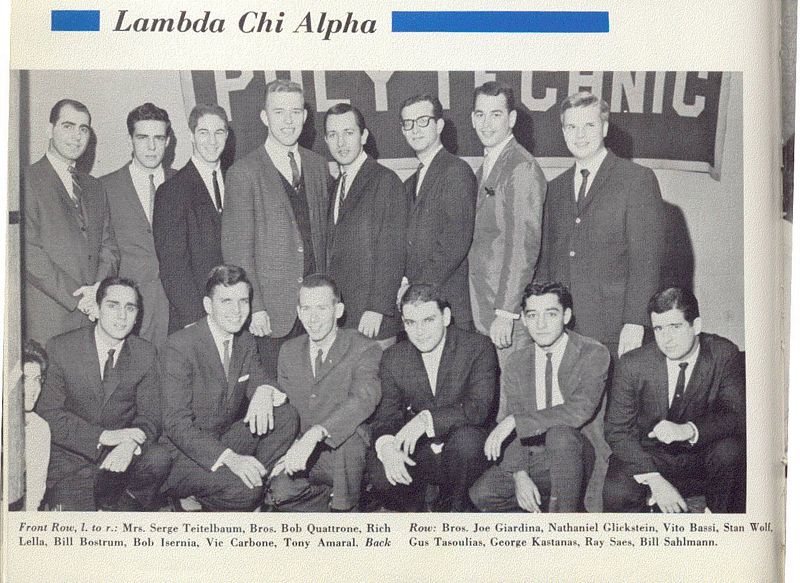 Lambda Chi Alpha
POLYTECHNIC
Front Row, l. to r.: Mrs. Serge Teitelbaum, Bros. Bob Quattrone, Rich
Lella, Bill Bostrum, Bob Isernia, Vic Carbone, Tony Amaral. Back
Row: Bros. Joe Giardina, Nathaniel Glickstein, Vito Bassi, Stan Wolf,
Gus Tasoulias, George Kastanas, Ray Saes, Bill Sahlmann.